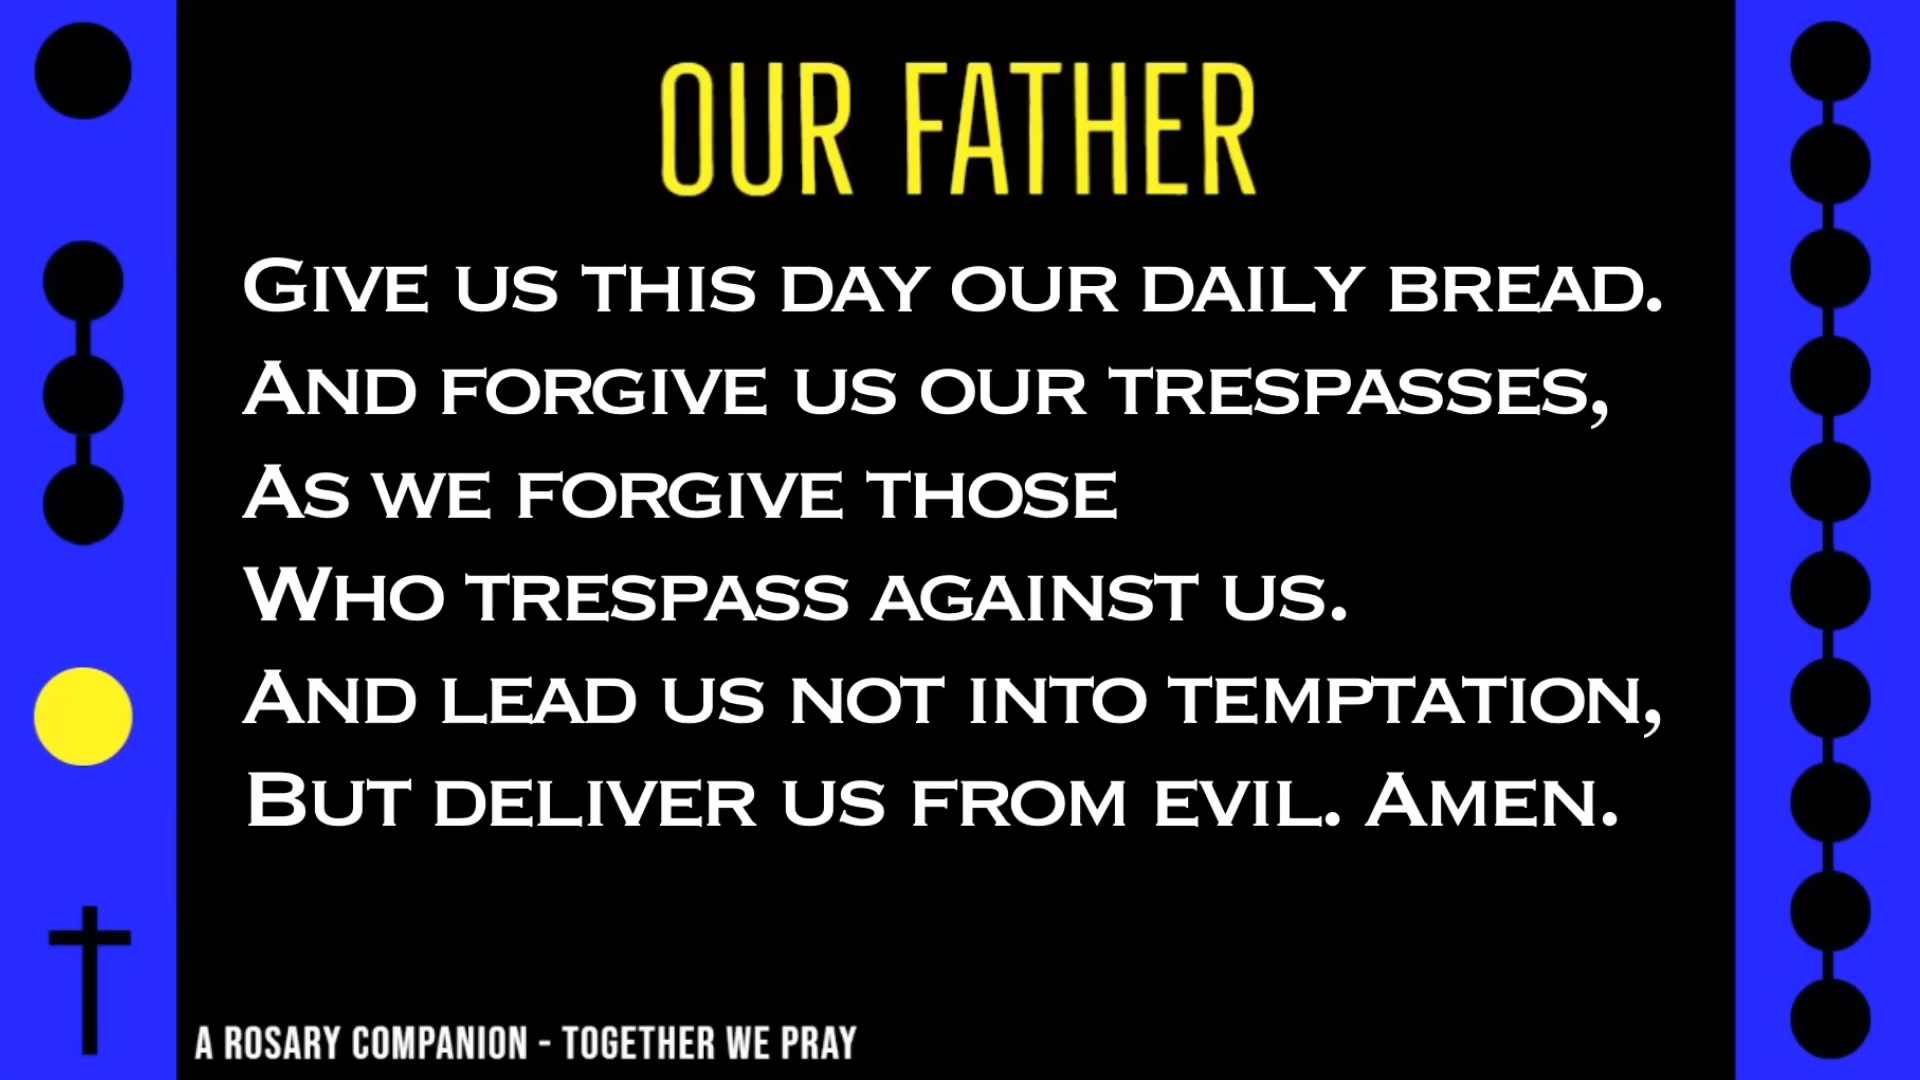 OUR FATHER
GIVE US THIS DAY OUR DAILY BREAD.
AND FORGIVE US OUR TRESPASSES,
AS WE FORGIVE THOSE
WHO TRESPASS AGAINST US.
AND LEAD US NOT INTO TEMPTATION,
BUT DELIVER US FROM EVIL. AMEN.
A ROSARY COMPANION - TOGETHER WE PRAY